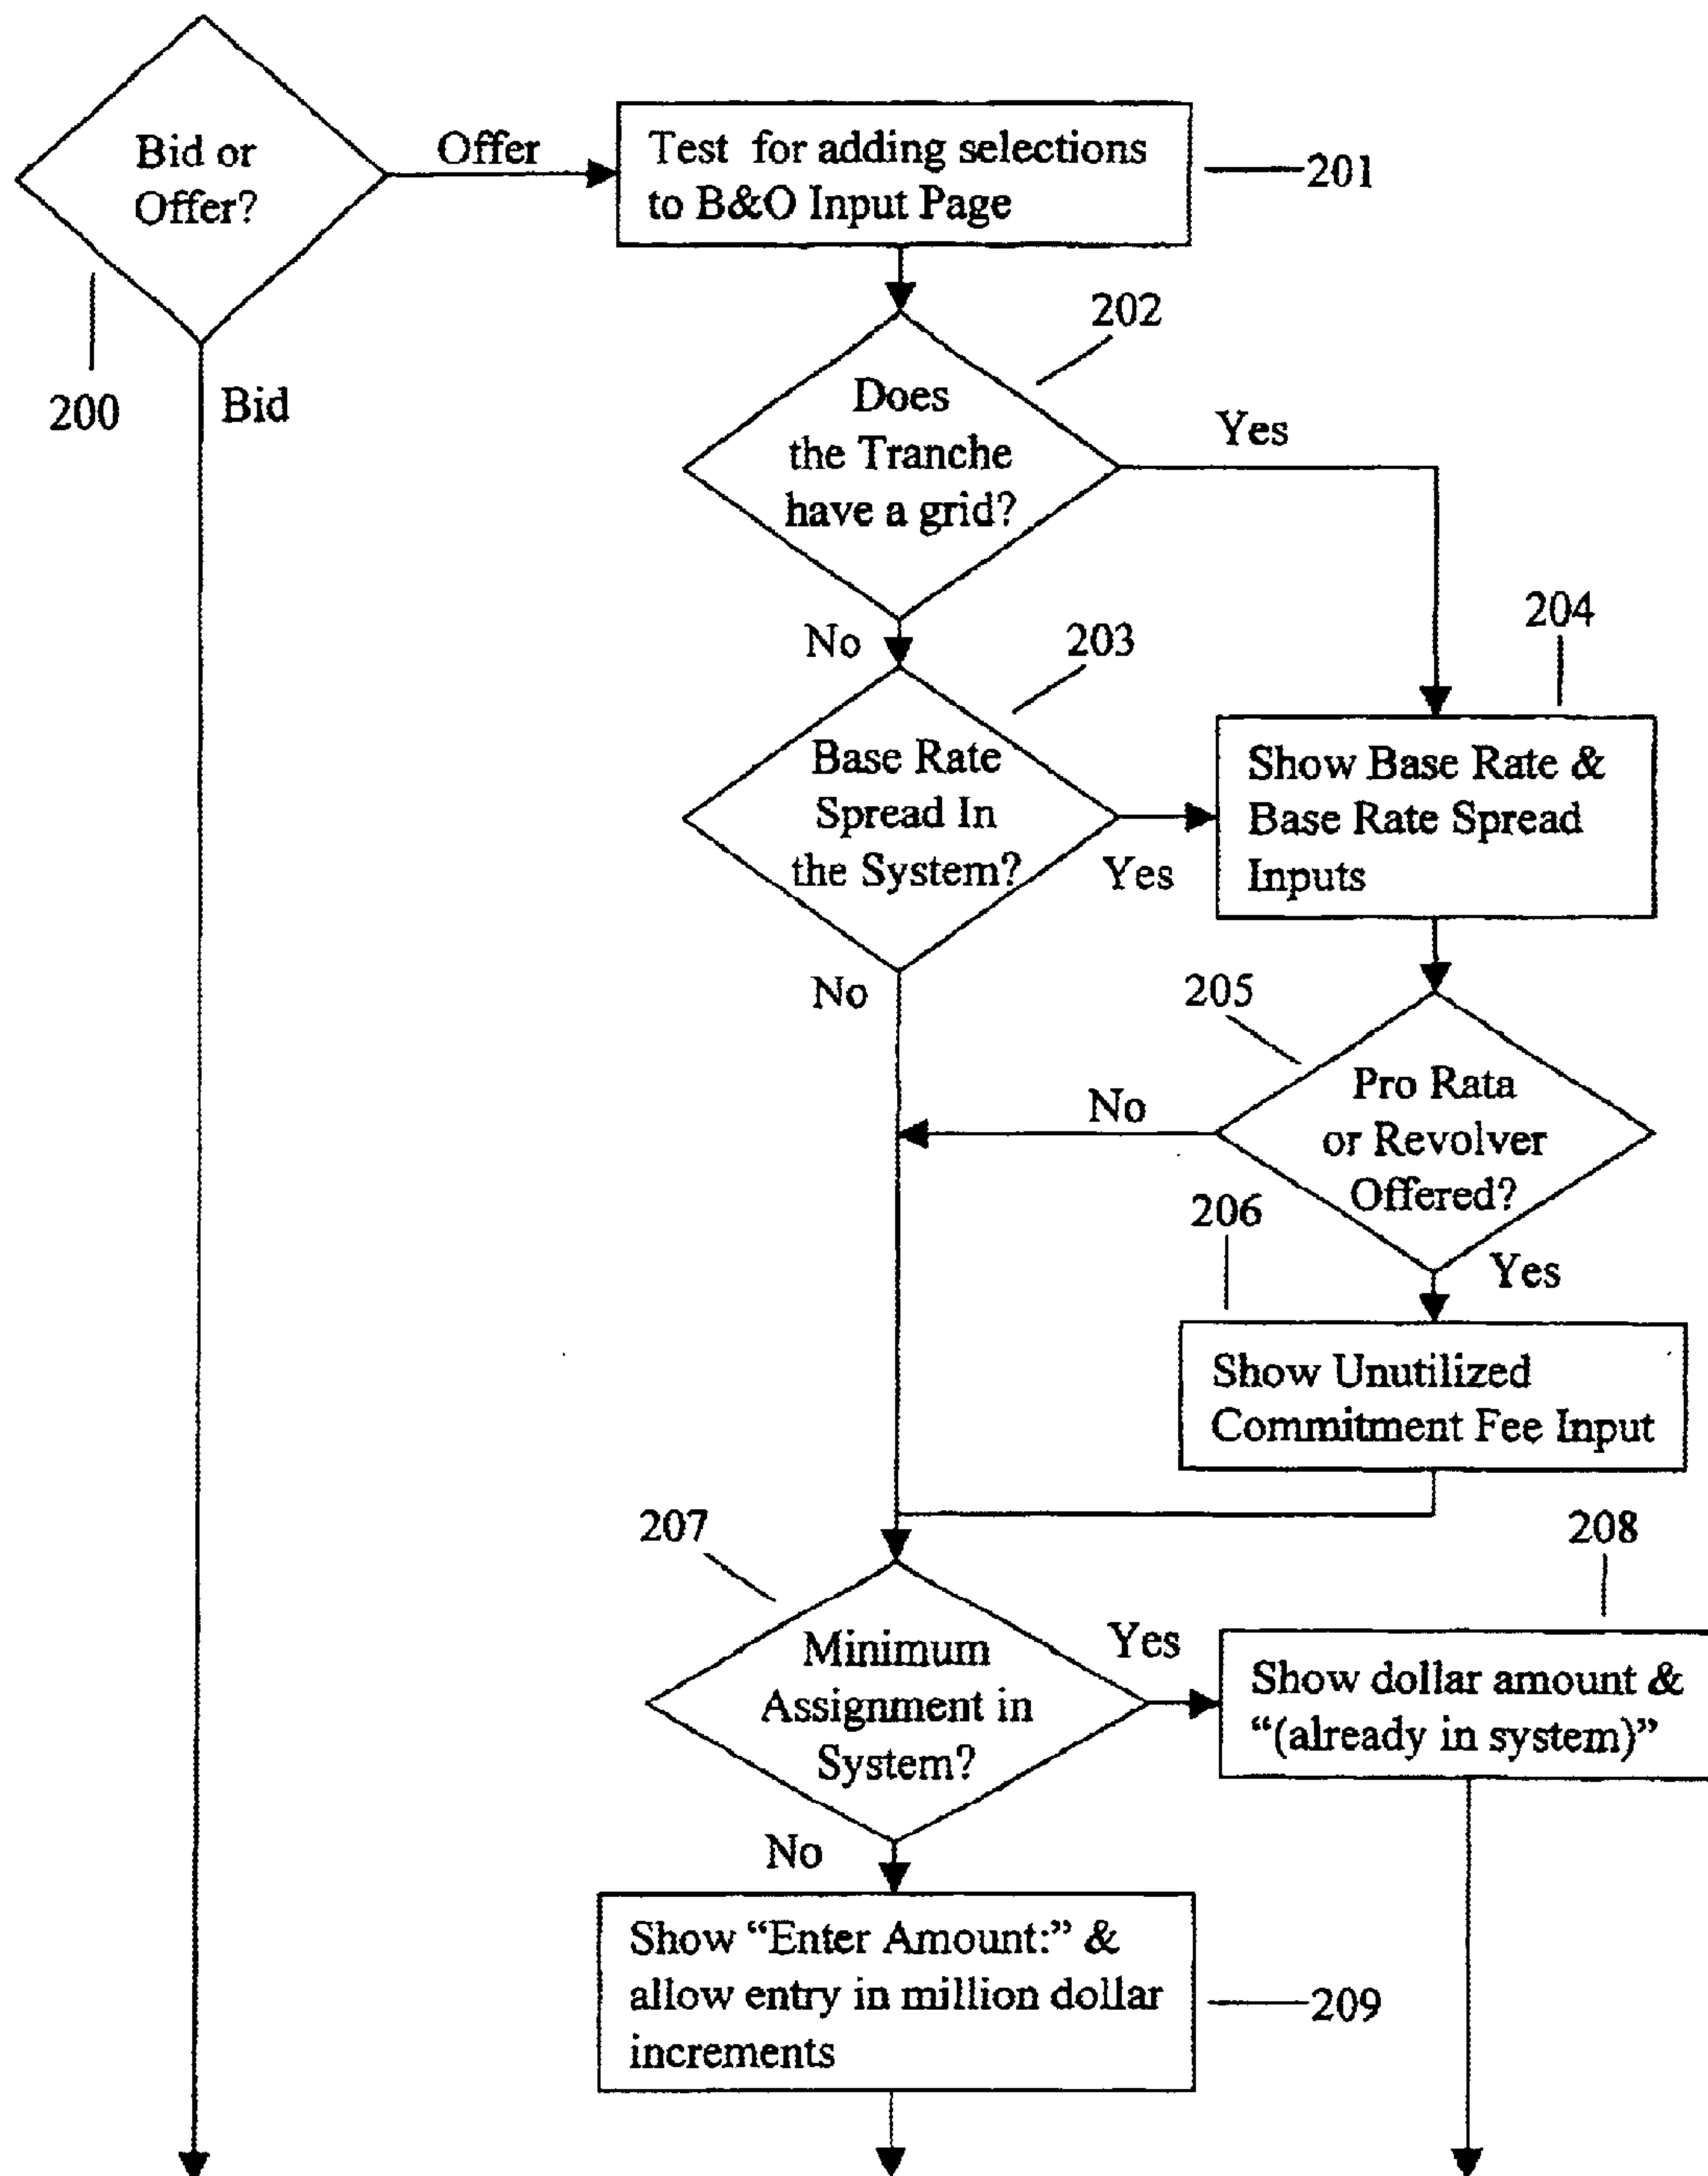 Bid or
Offer?
Offer
Test for adding selections
to B&O Input Page
201
200
Bid
202
Does
the Tranche
have a grid?
Yes
No
203
204
Base Rate
Spread In
the System?
Yes
Show Base Rate &
Base Rate Spread
Inputs
No
205
Pro Rata
or Revolver
Offered?
No
Yes
206
Show Unutilized
Commitment Fee Input
207
208
Minimum
Assignment in
System?
Yes
Show dollar amount &
“(already in system)”
No
Show “Enter Amount:” &
allow entry in million dollar
increments
209